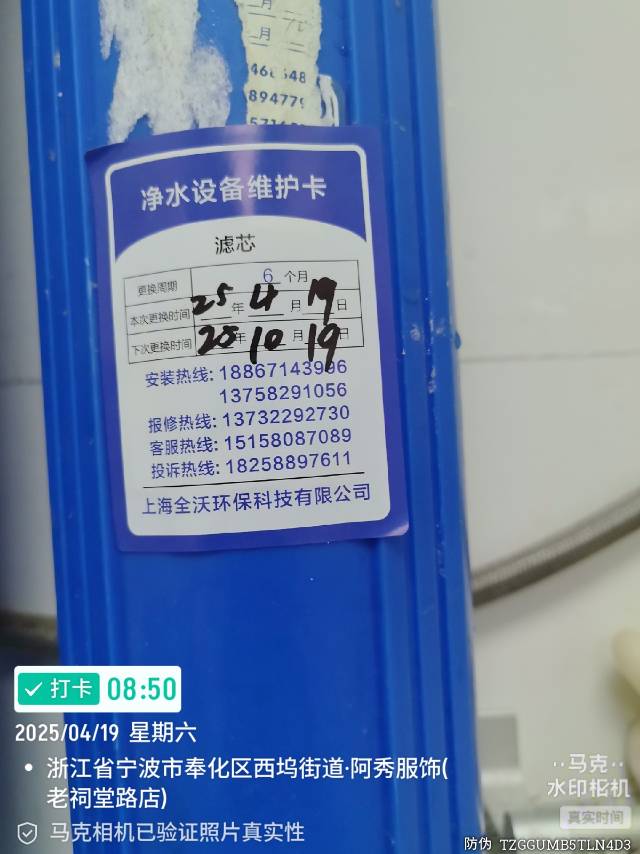 月
月 元
净水设备维护卡
滤芯
更换周期 6 个月
本次更换时间 25 年 4 月 19 日
下次更换时间 25 年 10 月 19 日
安装热线: 18867143996
13758291056
报修热线: 13732292730
客服热线: 15158087089
投诉热线: 18258897611
上海全沃环保科技有限公司
打卡 08:50
2025/04/19 星期六
• 浙江省宁波市奉化区西坞街道·阿秀服饰(
老祠堂路店)
马克相机已验证照片真实性
马克
水印相机
真实时间
防伪 TZGGUMB5TLN4D3